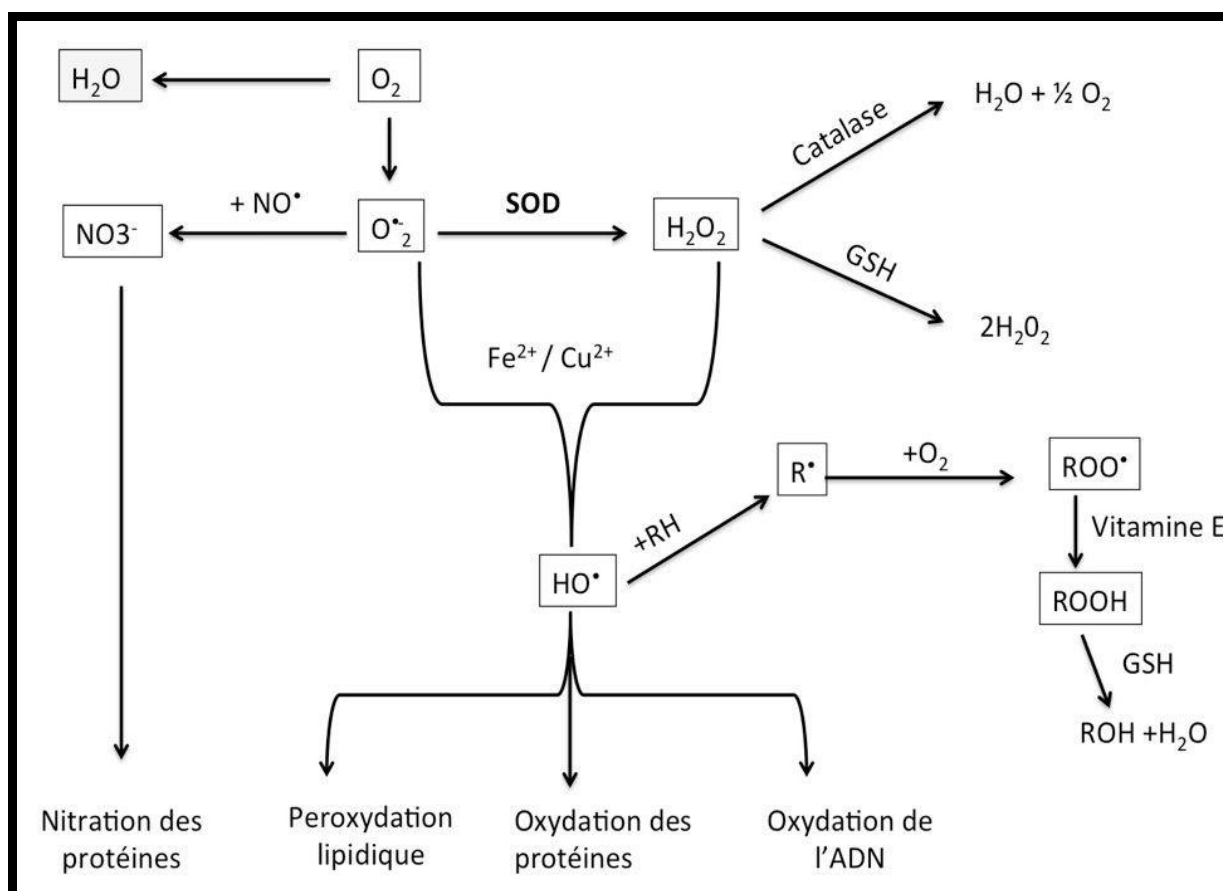 H₂O
O₂
H₂O + ½ O₂
Catalase
+ NO•
SOD
NO3⁻
O•⁻₂
H₂O₂
GSH
2H₂0₂
Fe²⁺ / Cu²⁺
R•
+O₂
ROO•
+RH
Vitamine E
HO•
ROOH
GSH
ROH +H₂O
Nitration des
protéines
Peroxydation
lipidique
Oxydation des
protéines
Oxydation de
l’ADN